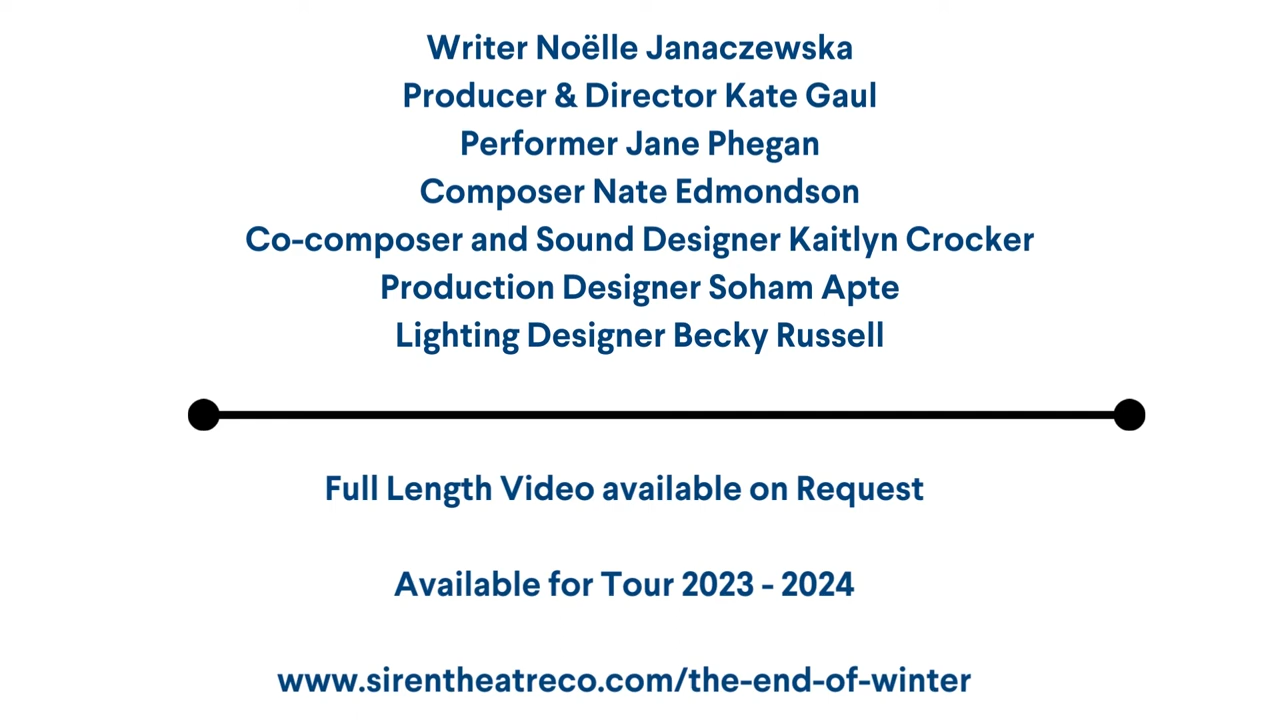 Writer Noëlle Janaczewska
Producer & Director Kate Gaul
Performer Jane Phegan
Composer Nate Edmondson
Co-composer and Sound Designer Kaitlyn Crocker
Production Designer Soham Apte
Lighting Designer Becky Russell
Full Length Video available on Request
Available for Tour 2023 - 2024
www.sirentheatreco.com/the-end-of-winter